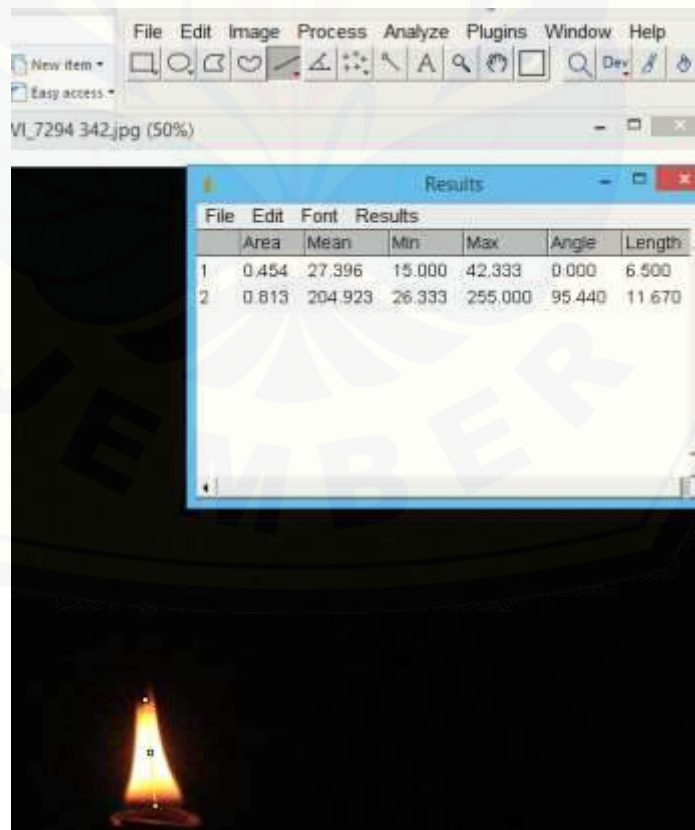 File Edit Image Process Analyze Plugins Window Help
New item
Easy access
A Dev
VI_7294 342.jpg (50%)
Results
File Edit Font Results
Area Mean Min Max Angle Length
1 0.454 27.396 15.000 42.333 0.000 6.500
2 0.813 204.923 26.333 255.000 95.440 11.670
JEMBER